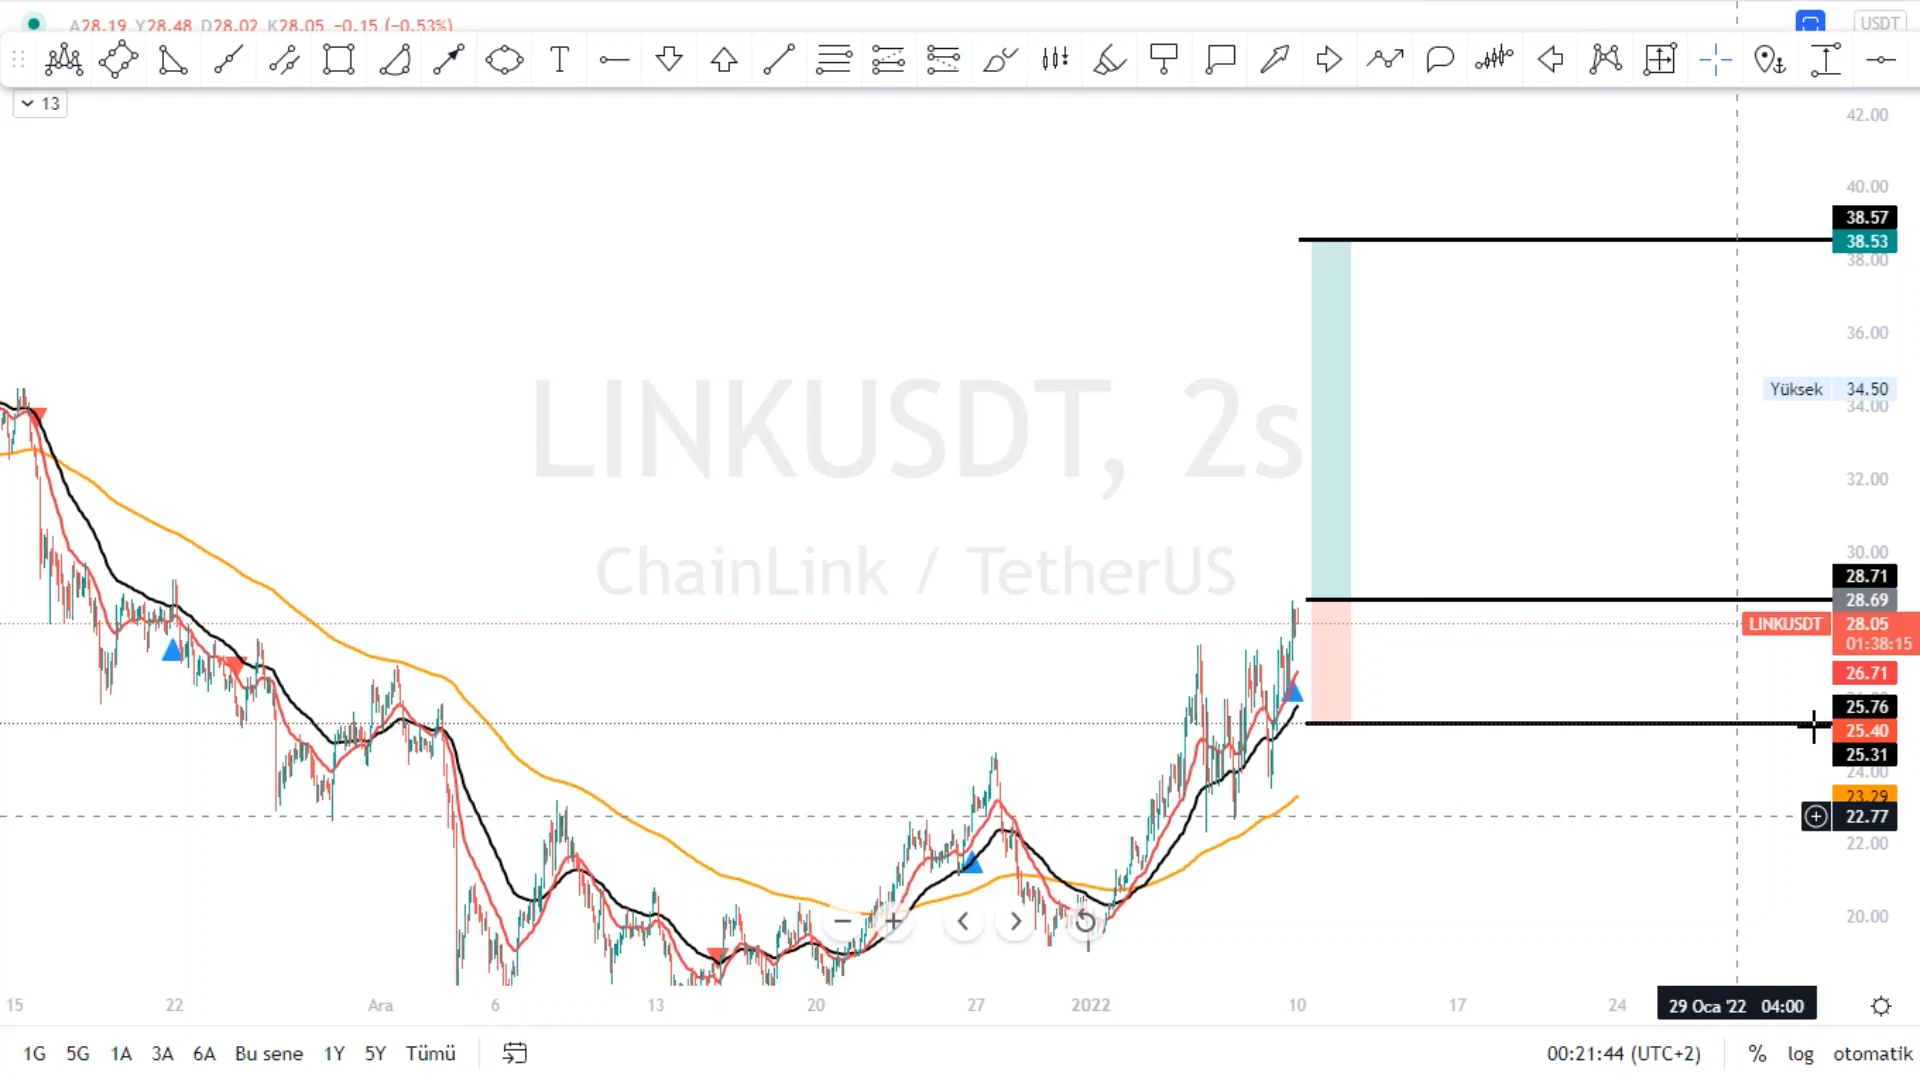 A28.19 Y28.48 D28.02 K28.05 −0.15 (−0.53%)
USDT
13
42.00
40.00
38.57
38.53
38.00
36.00
Yüksek 34.50
34.00
LINKUSDT, 2s
32.00
ChainLink / TetherUS
30.00
28.71
28.69
LINKUSDT 28.05
01:38:15
26.71
25.76
25.40
25.31
24.00
23.29
22.77
22.00
20.00
15 22 Ara 6 13 20 27 2022 10 17 24 29 Oca '22 04:00
1G 5G 1A 3A 6A Bu sene 1Y 5Y Tümü 00:21:44 (UTC+2) % log otomatik